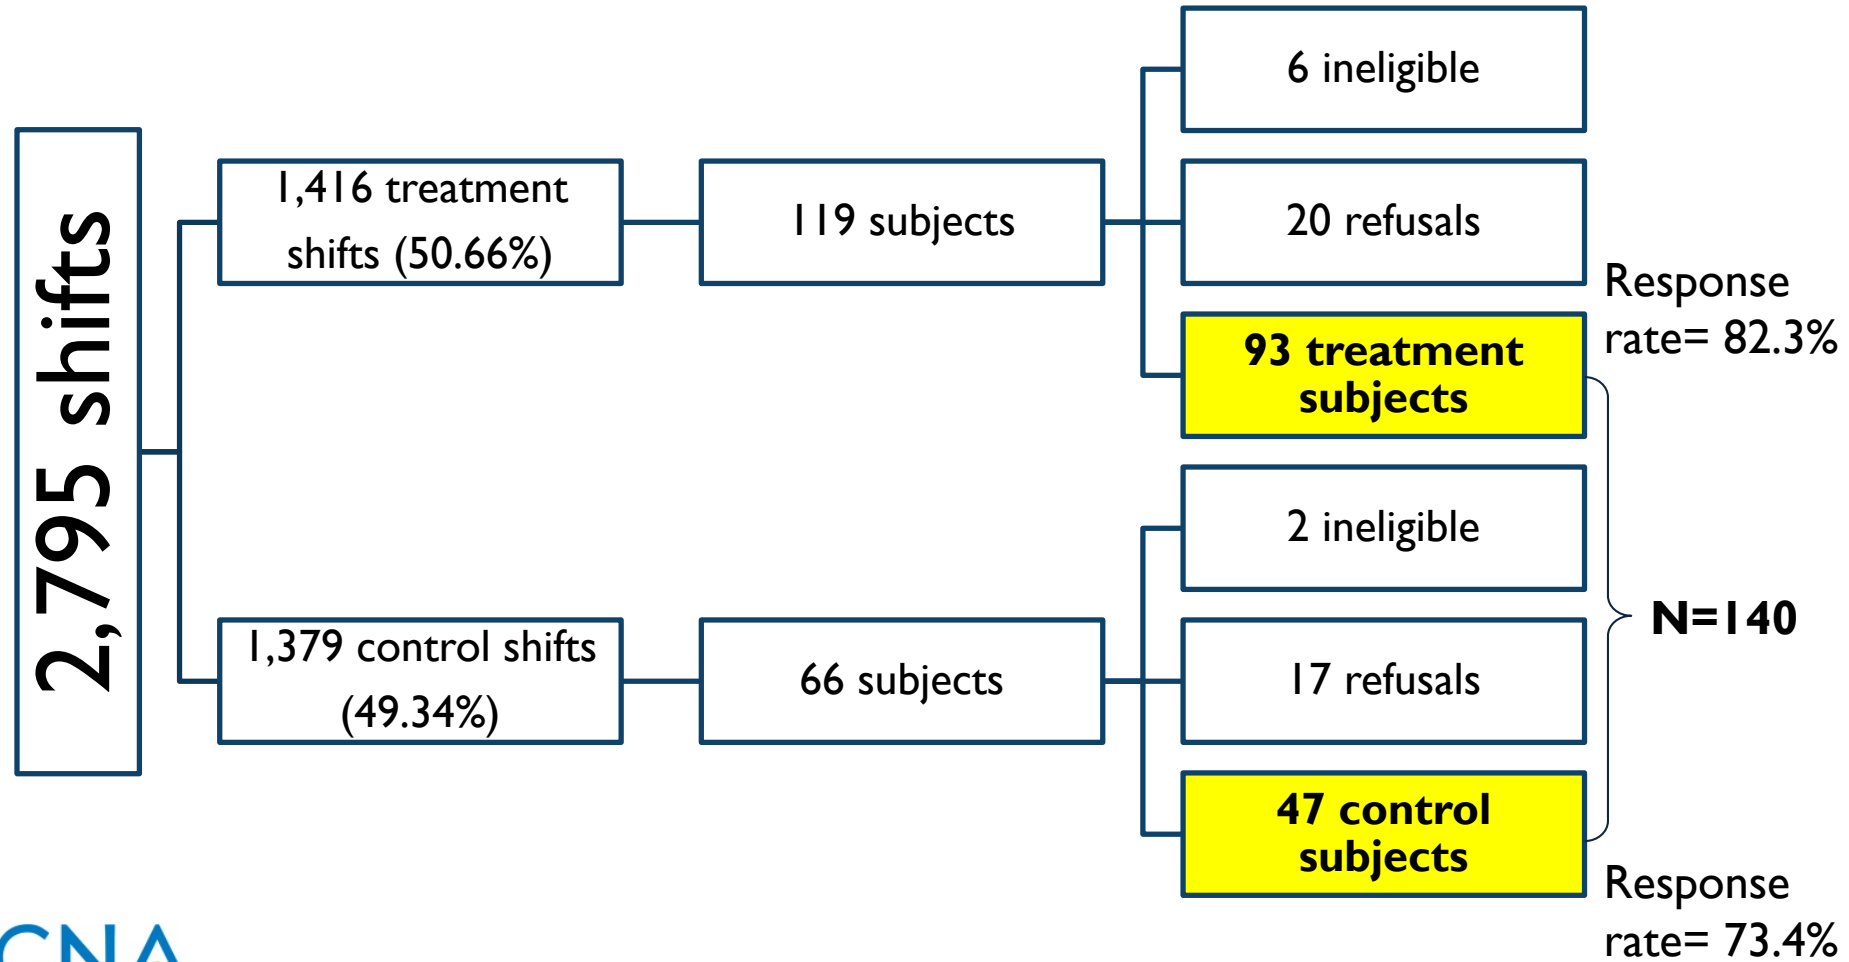 2,795 shifts
1,416 treatment
shifts (50.66%)
119 subjects
6 ineligible
20 refusals
93 treatment
subjects
Response
rate= 82.3%
1,379 control shifts
(49.34%)
66 subjects
2 ineligible
17 refusals
47 control
subjects
Response
rate= 73.4%
N=140
CNA